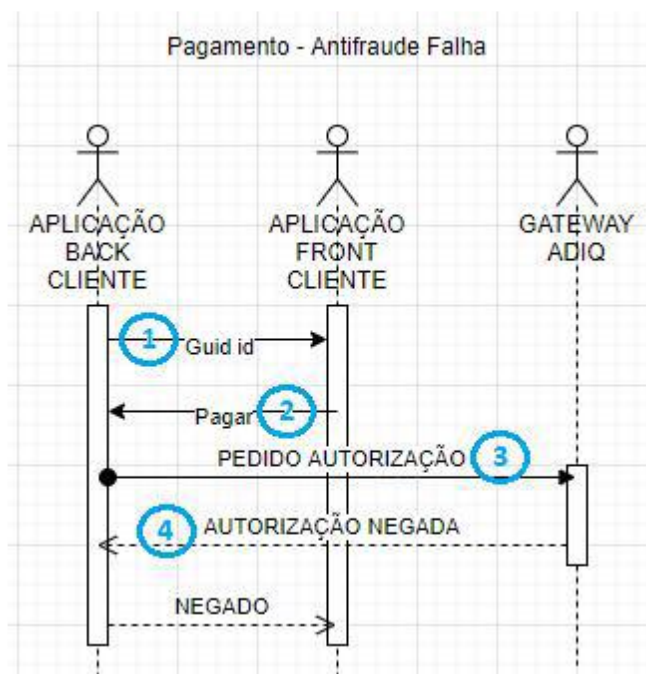 Pagamento - Antifraude Falha
APLICAÇÃO
BACK
CLIENTE
APLICAÇÃO
FRONT
CLIENTE
GATEWAY
ADIQ
1 Guid id
Pagar 2
PEDIDO AUTORIZAÇÃO 3
4 AUTORIZAÇÃO NEGADA
NEGADO